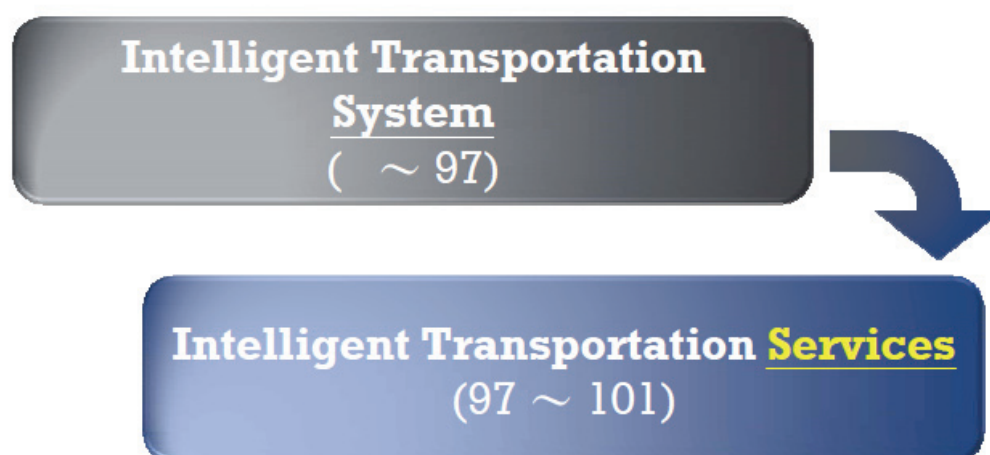 Intelligent Transportation
System
( ～ 97)
Intelligent Transportation Services
(97 ～ 101)